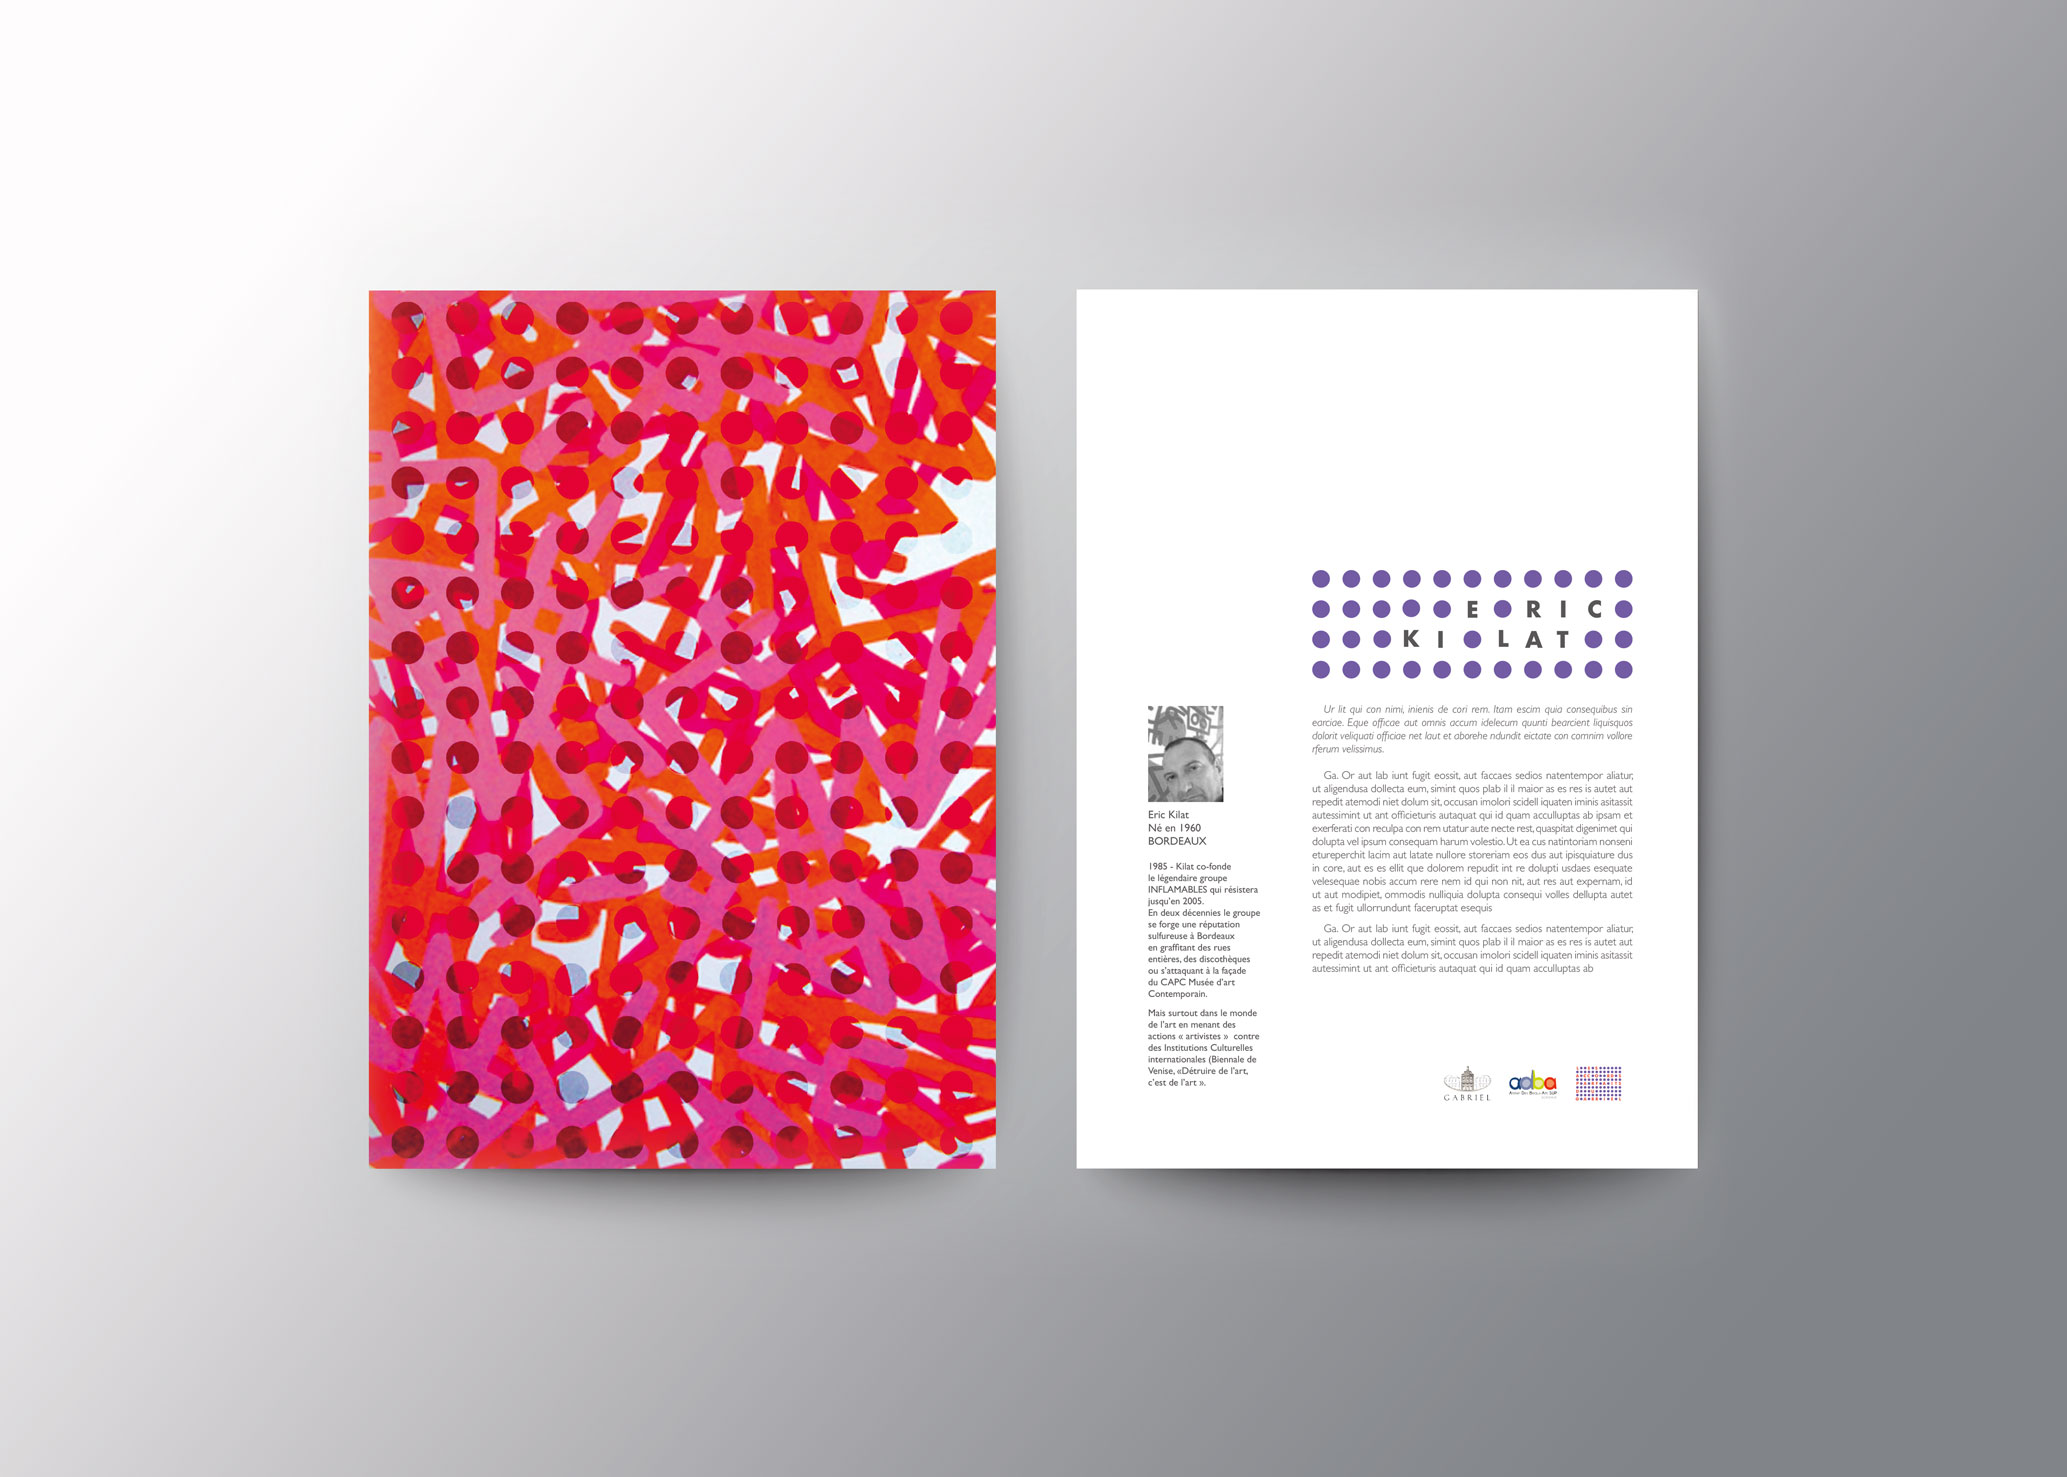 E R I C
K I L A T
Ur lit qui con nimi, inienis de cori rem. Itam escim quia consequibus sin
earciae. Eque officae aut omnis accum idelecum quunti bearcient liquisquos
dolorit veliquati officiae net laut et aborehe ndundit eictate con comnim vollore
rferum velissimus.
Ga. Or aut lab iunt fugit eossit, aut faccaes sedios natentempor aliatur,
ut aligendusa dollecta eum, simint quos plab il il maior as es res is autet aut
repedit atemodi niet dolum sit, occusan imolori scidell iquaten iminis asitassit
autessimint ut ant officieturis autaquat qui id quam acculluptas ab ipsam et
exerferati con reculpa con rem utatur aute necte rest, quaspitat digenimet qui
dolupta vel ipsum consequam harum volestio. Ut ea cus natintoriam nonseni
etureperchit lacim aut latate nullore storeriam eos dus aut ipisquiature dus
in core, aut es es ellit que dolorem repudit int re dolupti usdaes esequate
velesequae nobis accum rere nem id qui non nit, aut res aut expernam, id
ut aut modipiet, ommodis nulliquia dolupta consequi volles dellupta autet
as et fugit ullorrundunt faceruptat esequis
Ga. Or aut lab iunt fugit eossit, aut faccaes sedios natentempor aliatur,
ut aligendusa dollecta eum, simint quos plab il il maior as es res is autet aut
repedit atemodi niet dolum sit, occusan imolori scidell iquaten iminis asitassit
autessimint ut ant officieturis autaquat qui id quam acculluptas ab
Eric Kilat
Né en 1960
BORDEAUX
1985 - Kilat co-fonde
le légendaire groupe
INFLAMABLES qui résistera
jusqu'en 2005.
En deux décennies le groupe
se forge une réputation
sulfureuse à Bordeaux
en graffitant des rues
entières, des discothèques
ou s'attaquant à la façade
du CAPC Musée d'art
Contemporain.
Mais surtout dans le monde
de l'art en menant des
actions « artivistes » contre
des Institutions Culturelles
internationales (Biennale de
Venise, «Détruire de l'art,
c'est de l'art ».
GABRIEL
adba